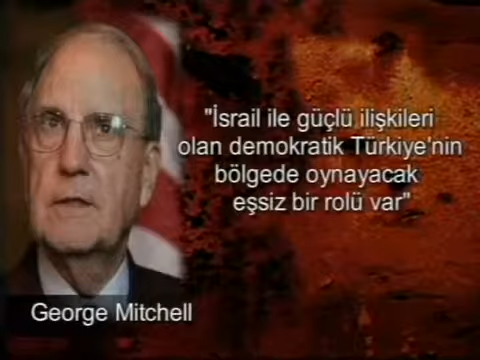 "İsrail ile güçlü ilişkileri
olan demokratik Türkiye'nin
bölgede oynayacak
eşsiz bir rolü var"
George Mitchell